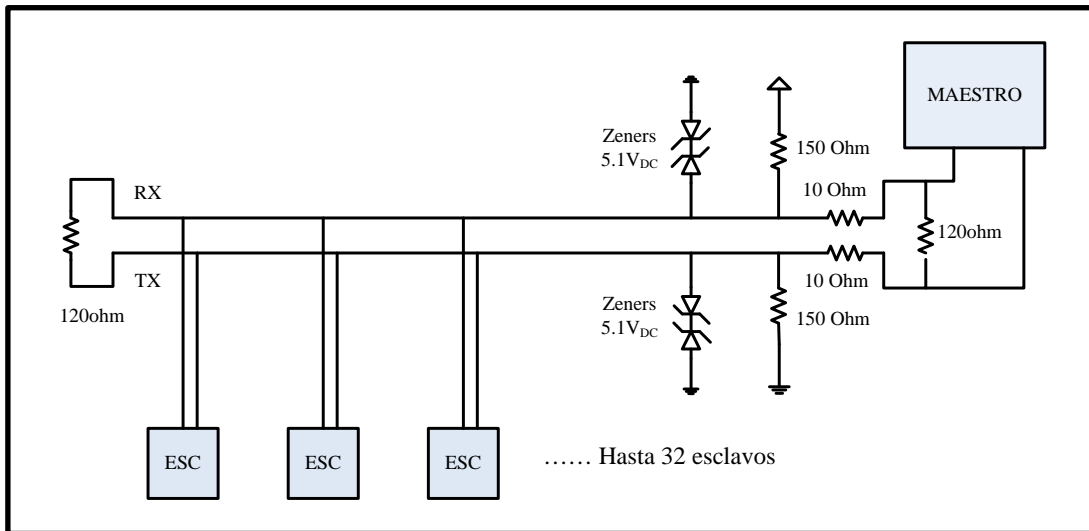 MAESTRO
Zeners
5.1VDC
150 Ohm
10 Ohm
RX
120ohm
TX
10 Ohm
120ohm
Zeners
5.1VDC
150 Ohm
ESC
ESC
ESC
...... Hasta 32 esclavos